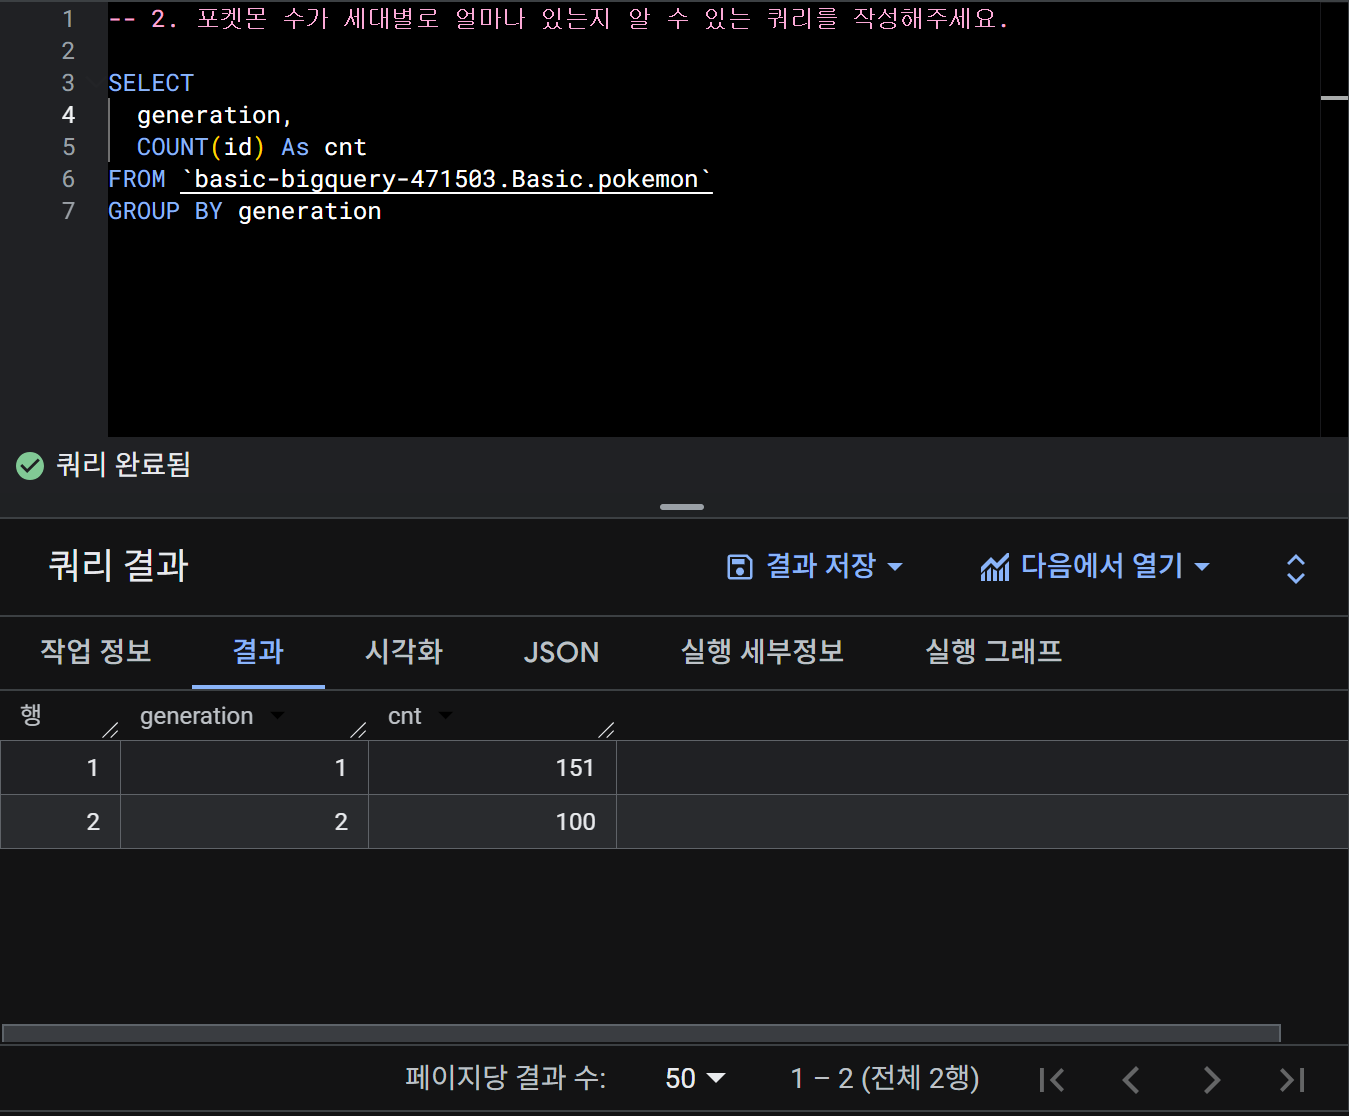 1 -- 2. 포켓몬 수가 세대별로 얼마나 있는지 알 수 있는 쿼리를 작성해주세요.
2
3 SELECT
4 generation,
5 COUNT(id) As cnt
6 FROM `basic-bigquery-471503.Basic.pokemon`
7 GROUP BY generation
쿼리 완료됨
쿼리 결과 결과 저장 다음에서 열기
작업 정보 결과 시각화 JSON 실행 세부정보 실행 그래프
행 generation cnt
1 1 151
2 2 100
페이지당 결과 수: 50 1 – 2 (전체 2행)